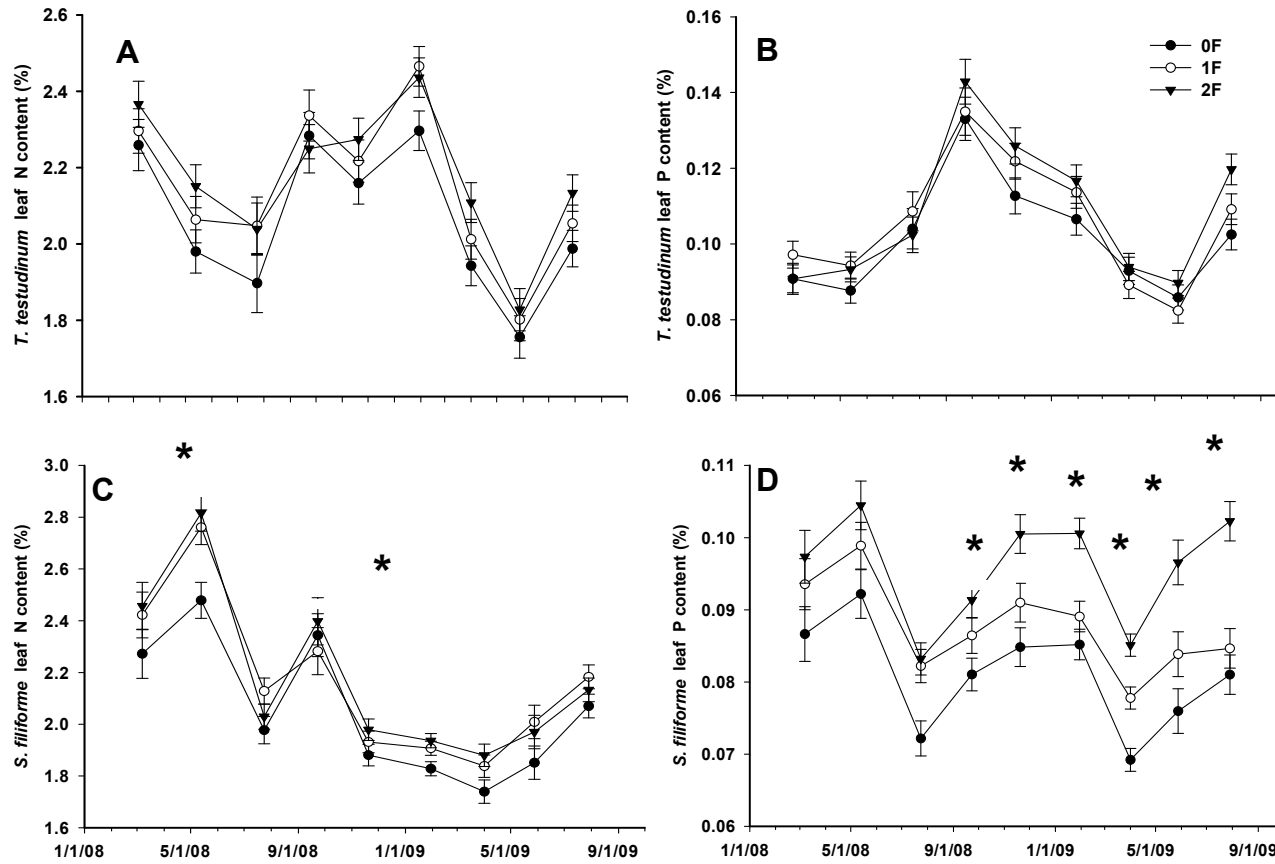 A
T. testudinum leaf N content (%)
2.6
2.4
2.2
2.0
1.8
1.6
B
T. testudinum leaf P content (%)
0.16
0.14
0.12
0.10
0.08
0.06
0F
1F
2F
C
S. filiforme leaf N content (%)
3.0
2.8
2.6
2.4
2.2
2.0
1.8
1.6
*
*
1/1/08 5/1/08 9/1/08 1/1/09 5/1/09 9/1/09
D
S. filiforme leaf P content (%)
0.11
0.10
0.09
0.08
0.07
0.06
*
*
*
*
*
*
1/1/08 5/1/08 9/1/08 1/1/09 5/1/09 9/1/09